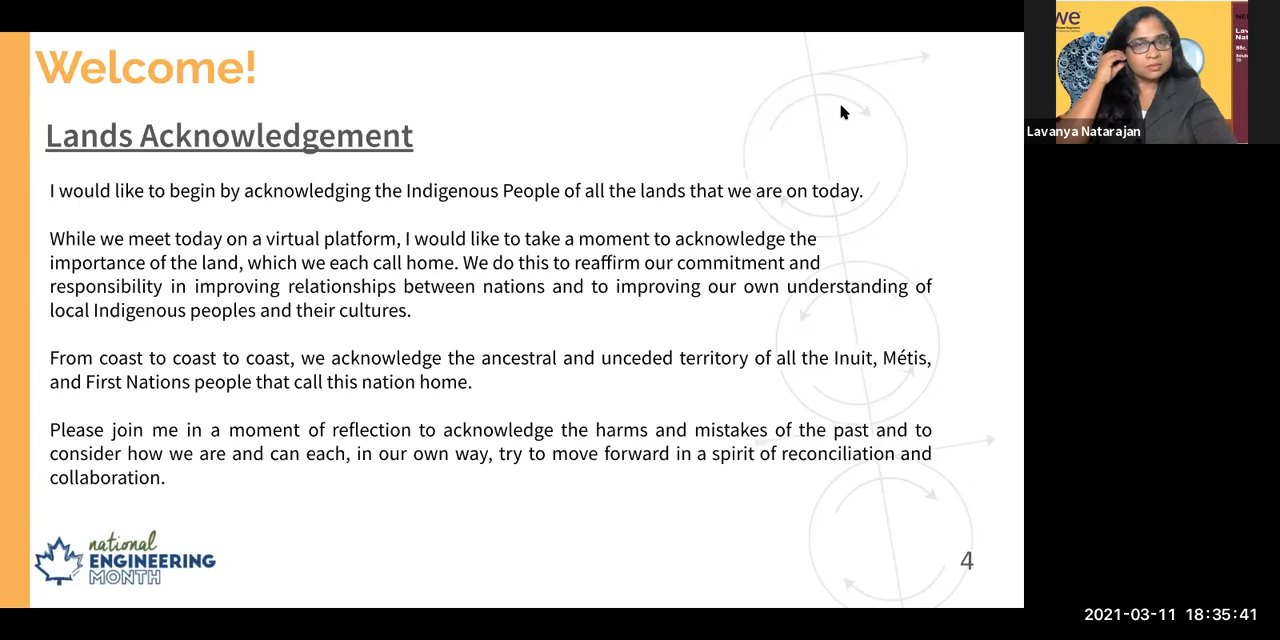 Welcome!
Lands Acknowledgement
I would like to begin by acknowledging the Indigenous People of all the lands that we are on today.
While we meet today on a virtual platform, I would like to take a moment to acknowledge the
importance of the land, which we each call home. We do this to reaffirm our commitment and
responsibility in improving relationships between nations and to improving our own understanding of
local Indigenous peoples and their cultures.
From coast to coast to coast, we acknowledge the ancestral and unceded territory of all the Inuit, Métis,
and First Nations people that call this nation home.
Please join me in a moment of reflection to acknowledge the harms and mistakes of the past and to
consider how we are and can each, in our own way, try to move forward in a spirit of reconciliation and
collaboration.
national
ENGINEERING
MONTH
4
we
Lavanya Natarajan
2021-03-11 18:35:41